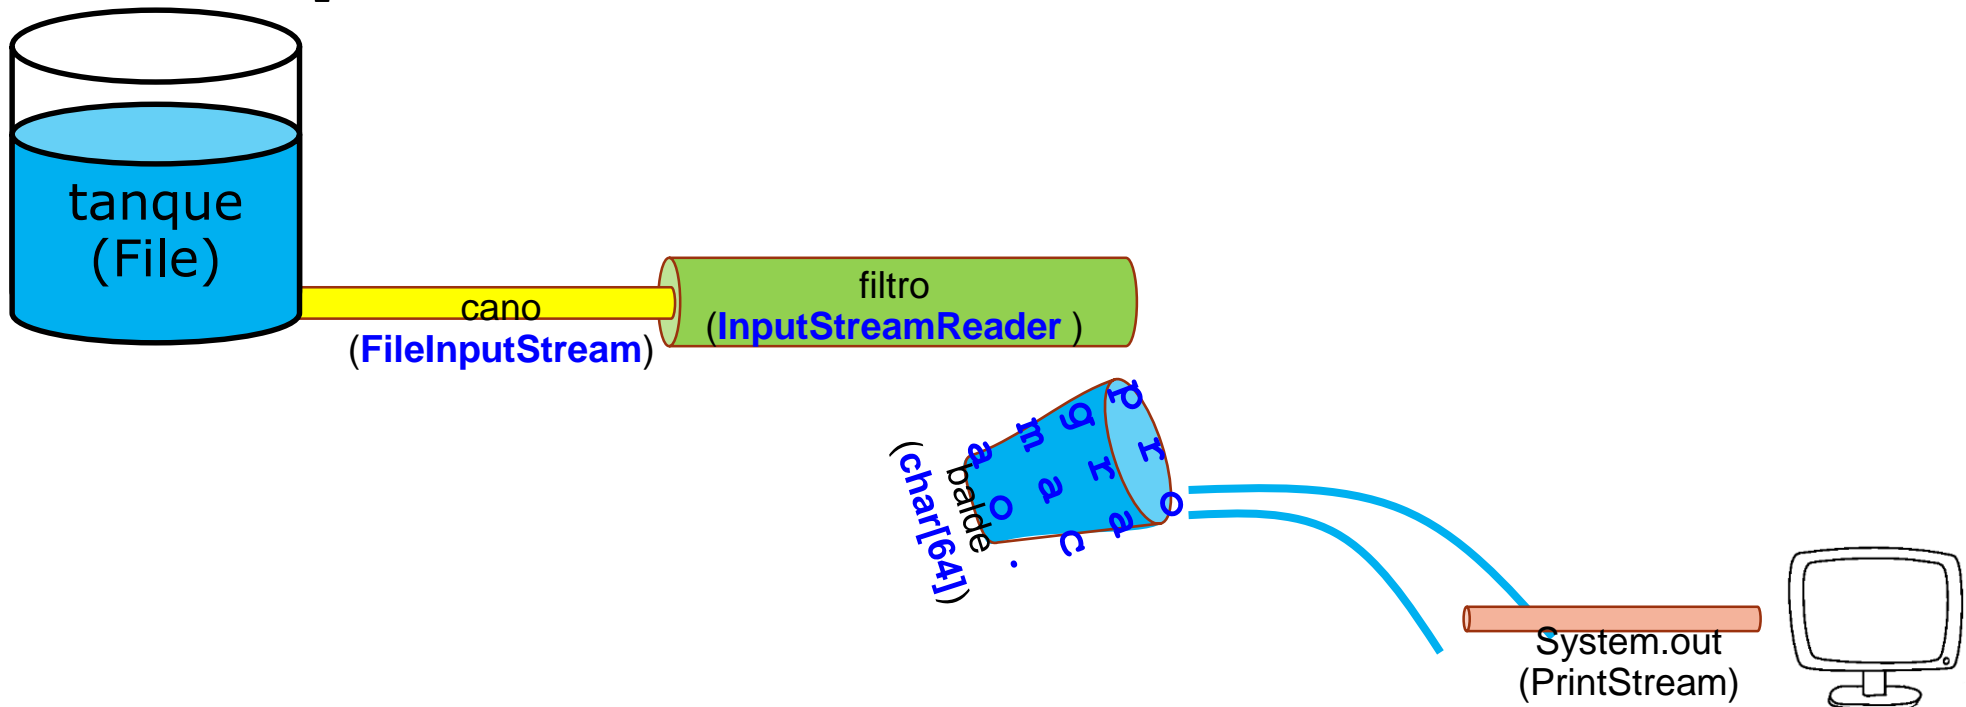 tanque
(File)
cano
(FileInputStream)
filtro
(InputStreamReader )
p r o
g r a
m a c
a o .
balde
(char[64])
System.out
(PrintStream)